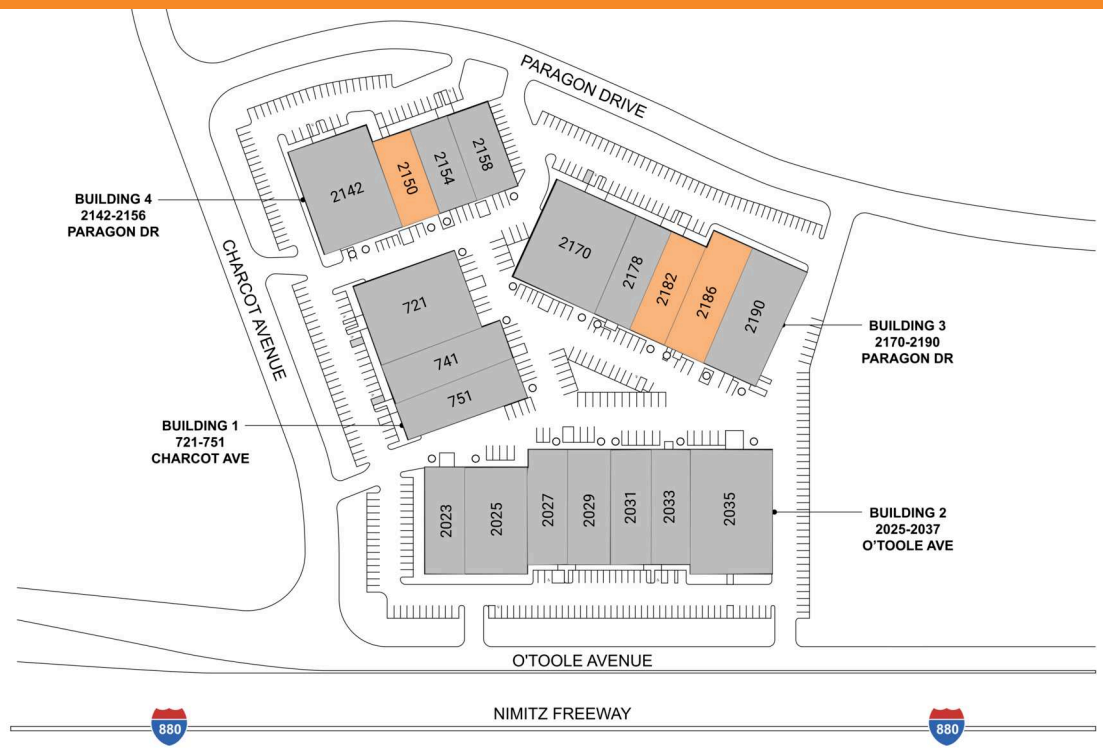 PARAGON DRIVE
BUILDING 4
2142-2156
PARAGON DR
2142
2150
2154
2158
CHARCOT AVENUE
2170
2178
2182
2186
2190
BUILDING 3
2170-2190
PARAGON DR
721
741
751
BUILDING 1
721-751
CHARCOT AVE
2023
2025
2027
2029
2031
2033
2035
BUILDING 2
2025-2037
O'TOOLE AVE
O'TOOLE AVENUE
NIMITZ FREEWAY
880
880